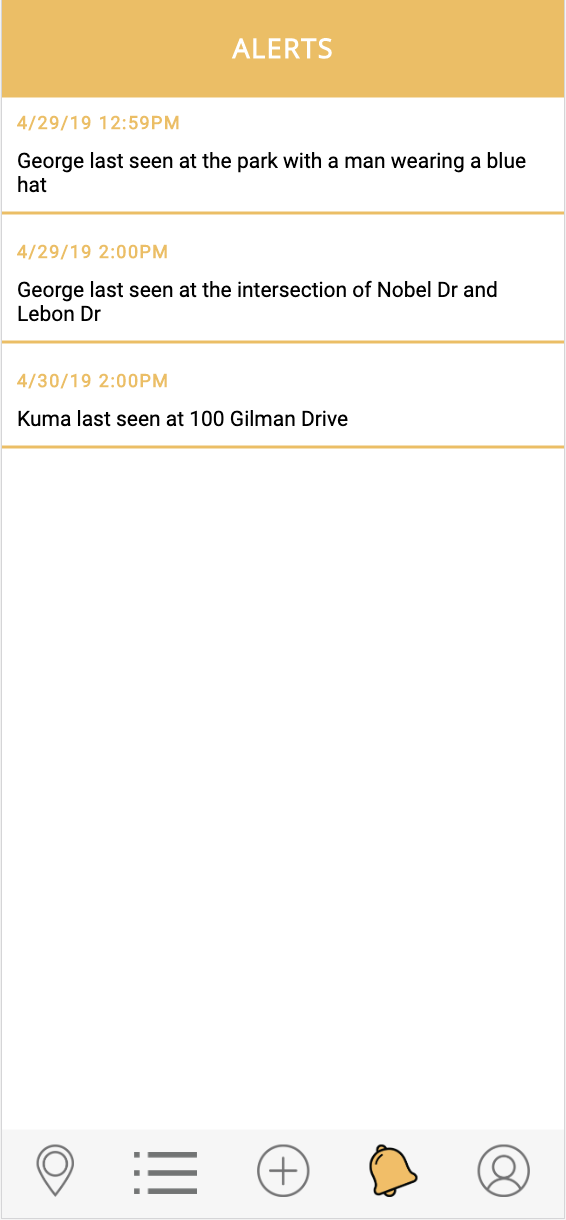 ALERTS
4/29/19 12:59PM
George last seen at the park with a man wearing a blue
hat
4/29/19 2:00PM
George last seen at the intersection of Nobel Dr and
Lebon Dr
4/30/19 2:00PM
Kuma last seen at 100 Gilman Drive